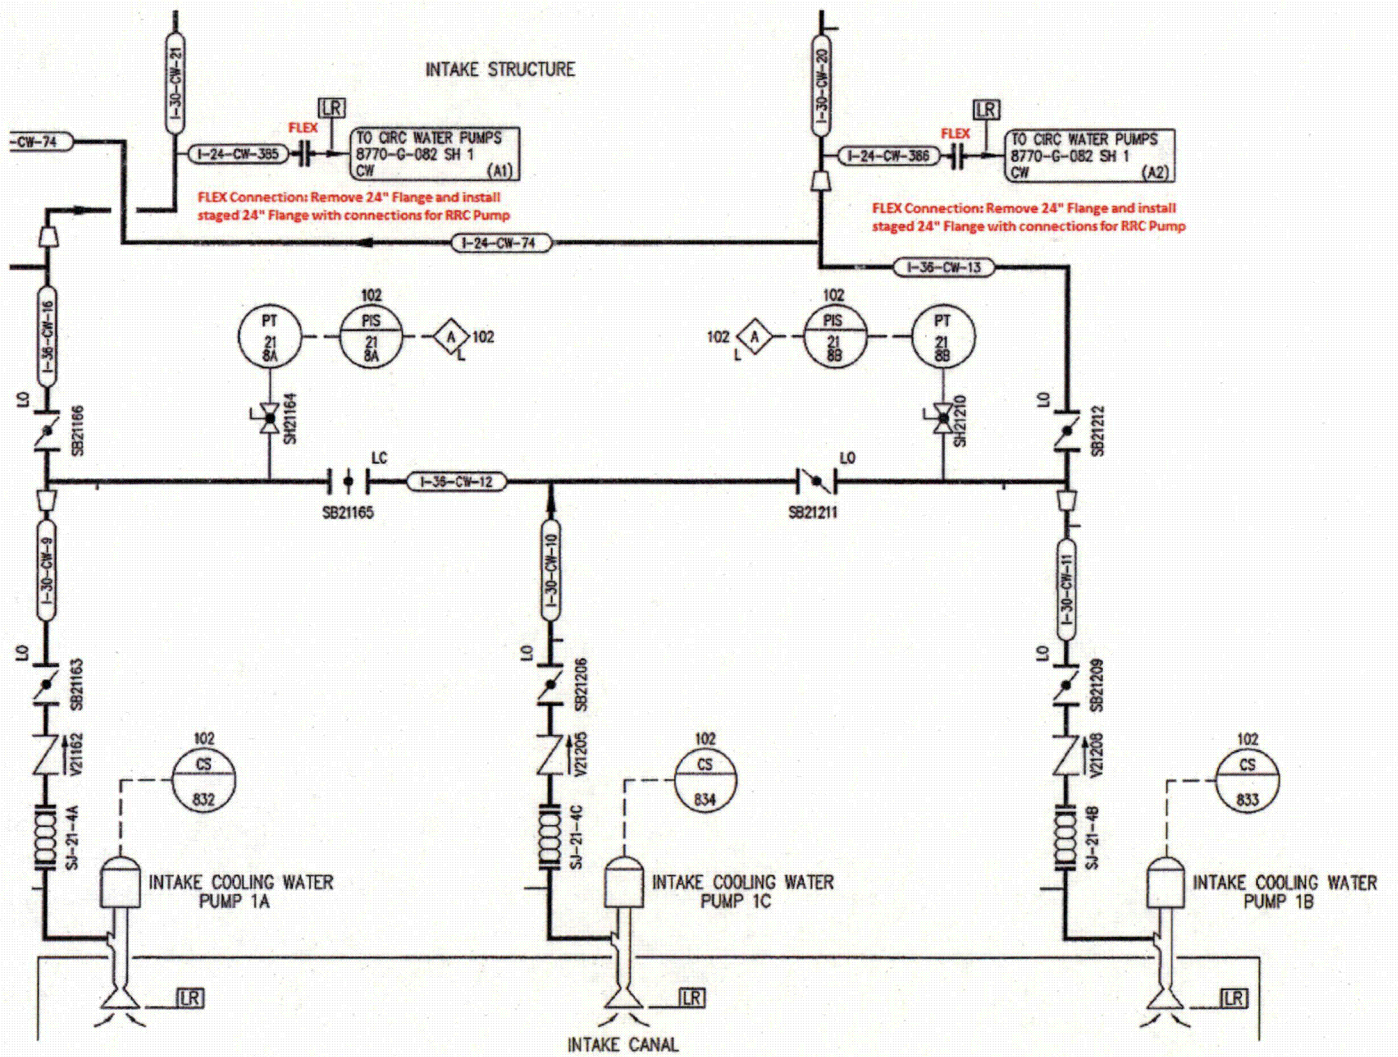 I-30-CW-21
INTAKE STRUCTURE
I-30-CW-20
-CW-74
I-24-CW-385
FLEX
LR
TO CIRC WATER PUMPS
8770-G-082 SH 1
CW (A1)
I-24-CW-386
FLEX
LR
TO CIRC WATER PUMPS
8770-G-082 SH 1
CW (A2)
FLEX Connection: Remove 24" Flange and install
staged 24" Flange with connections for RRC Pump
FLEX Connection: Remove 24" Flange and install
staged 24" Flange with connections for RRC Pump
I-24-CW-74
I-36-CW-13
I-36-CW-16
PT
21
8A
102
PIS
21
8A
A
102
L
102
A
L
102
PIS
21
8B
PT
21
8B
LO
SB21166
L
SH21164
L
SH21210
LO
SB21212
LC
SB21165
I-36-CW-12
LO
SB21211
I-30-CW-9
I-30-CW-10
I-30-CW-11
LO
SB21163
LO
SB21206
LO
SB21209
V21162
102
CS
832
V21205
102
CS
834
V21208
102
CS
833
SJ-21-4A
SJ-21-4C
SJ-21-4B
INTAKE COOLING WATER
PUMP 1A
INTAKE COOLING WATER
PUMP 1C
INTAKE COOLING WATER
PUMP 1B
LR
LR
LR
INTAKE CANAL